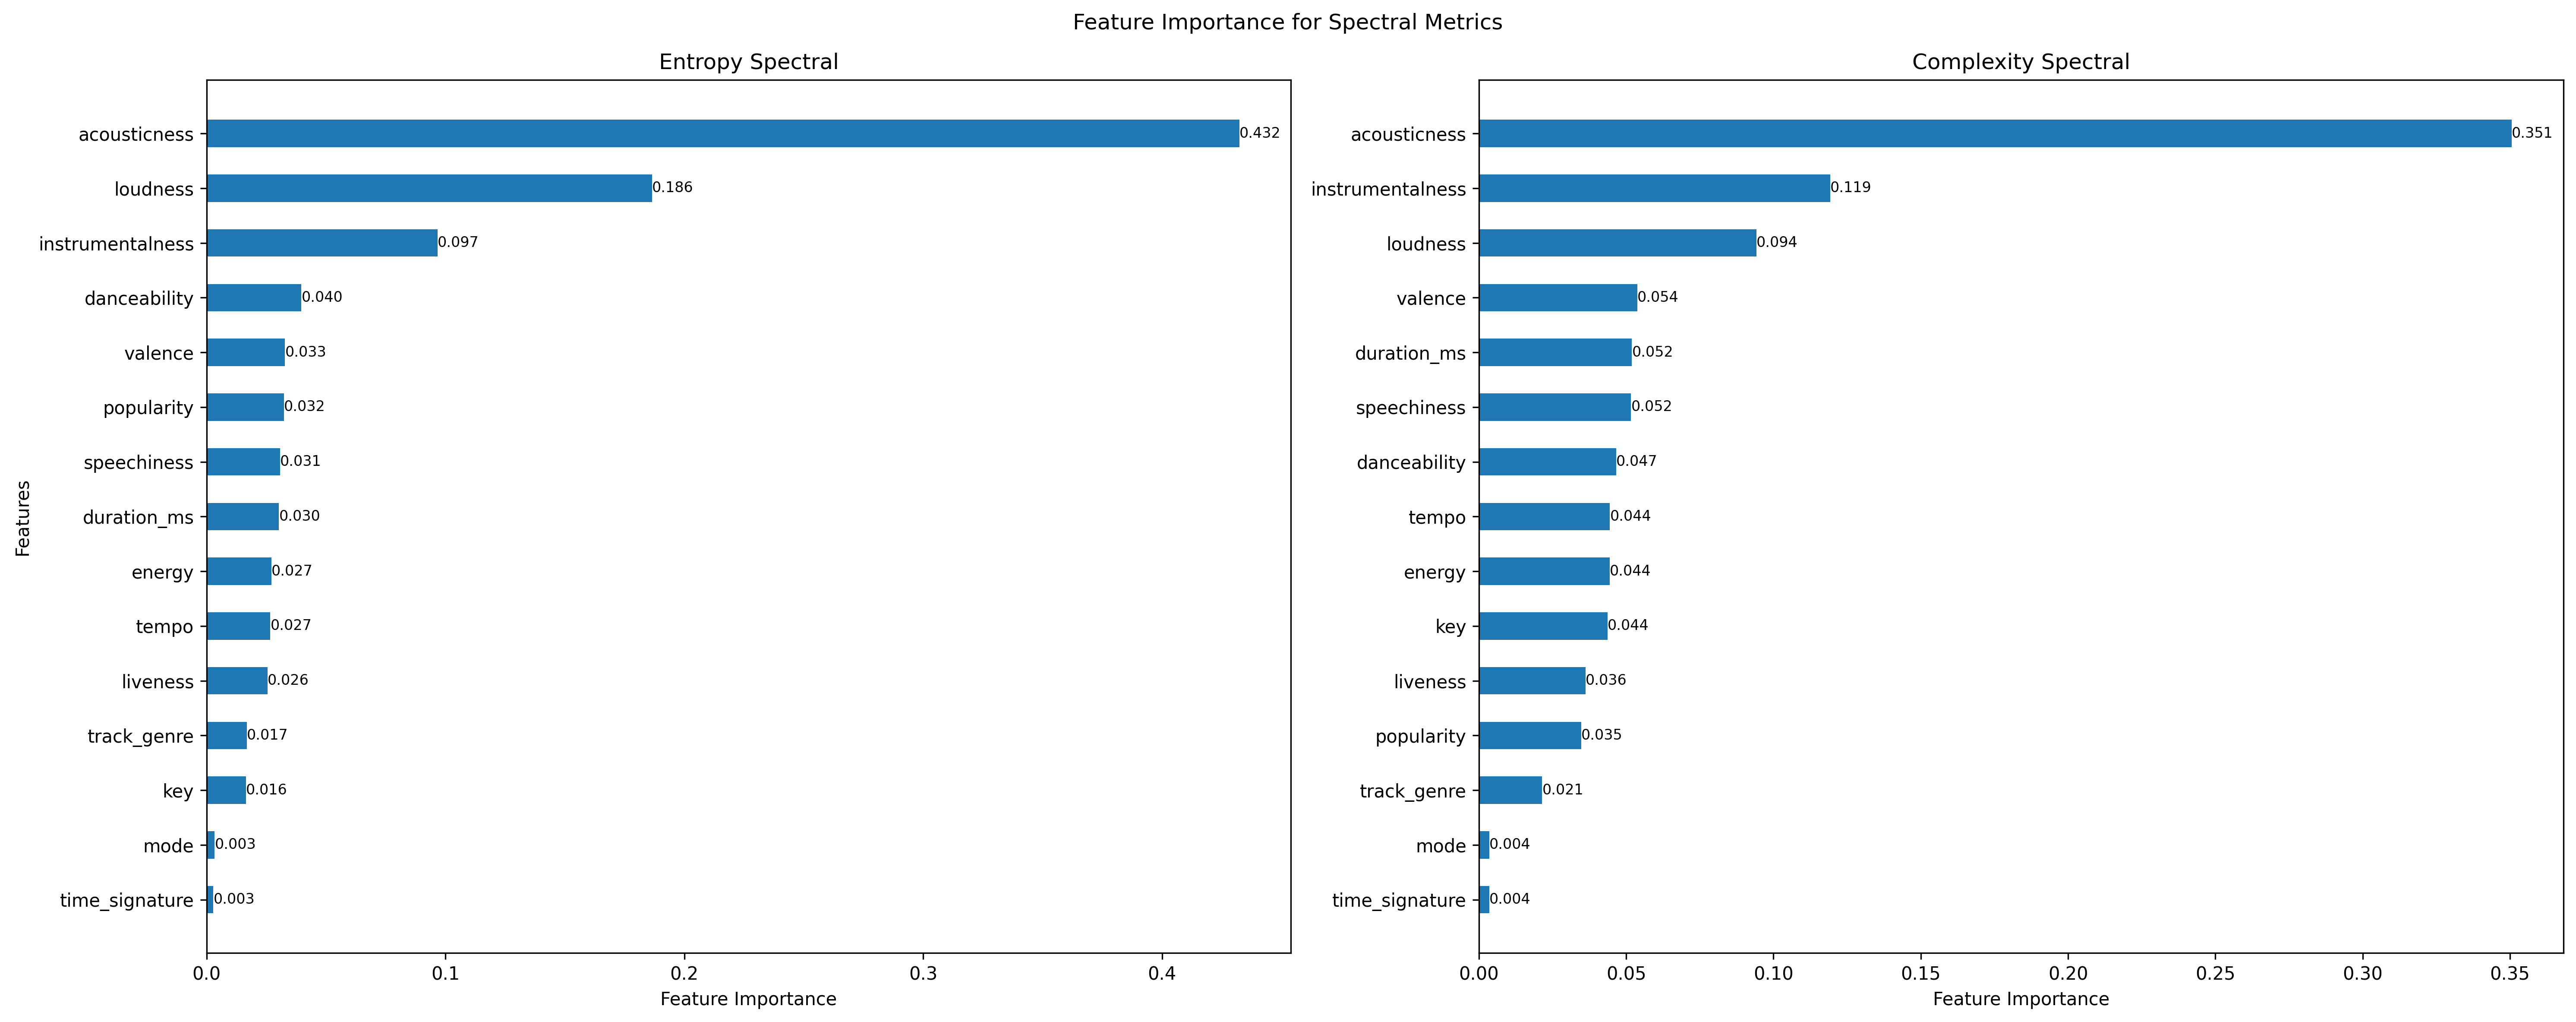 Feature Importance for Spectral Metrics
Entropy Spectral
Features
acousticness 0.432
loudness 0.186
instrumentalness 0.097
danceability 0.040
valence 0.033
popularity 0.032
speechiness 0.031
duration_ms 0.030
energy 0.027
tempo 0.027
liveness 0.026
track_genre 0.017
key 0.016
mode 0.003
time_signature 0.003
0.0 0.1 0.2 0.3 0.4
Feature Importance
Complexity Spectral
acousticness 0.351
instrumentalness 0.119
loudness 0.094
valence 0.054
duration_ms 0.052
speechiness 0.052
danceability 0.047
tempo 0.044
energy 0.044
key 0.044
liveness 0.036
popularity 0.035
track_genre 0.021
mode 0.004
time_signature 0.004
0.00 0.05 0.10 0.15 0.20 0.25 0.30 0.35
Feature Importance